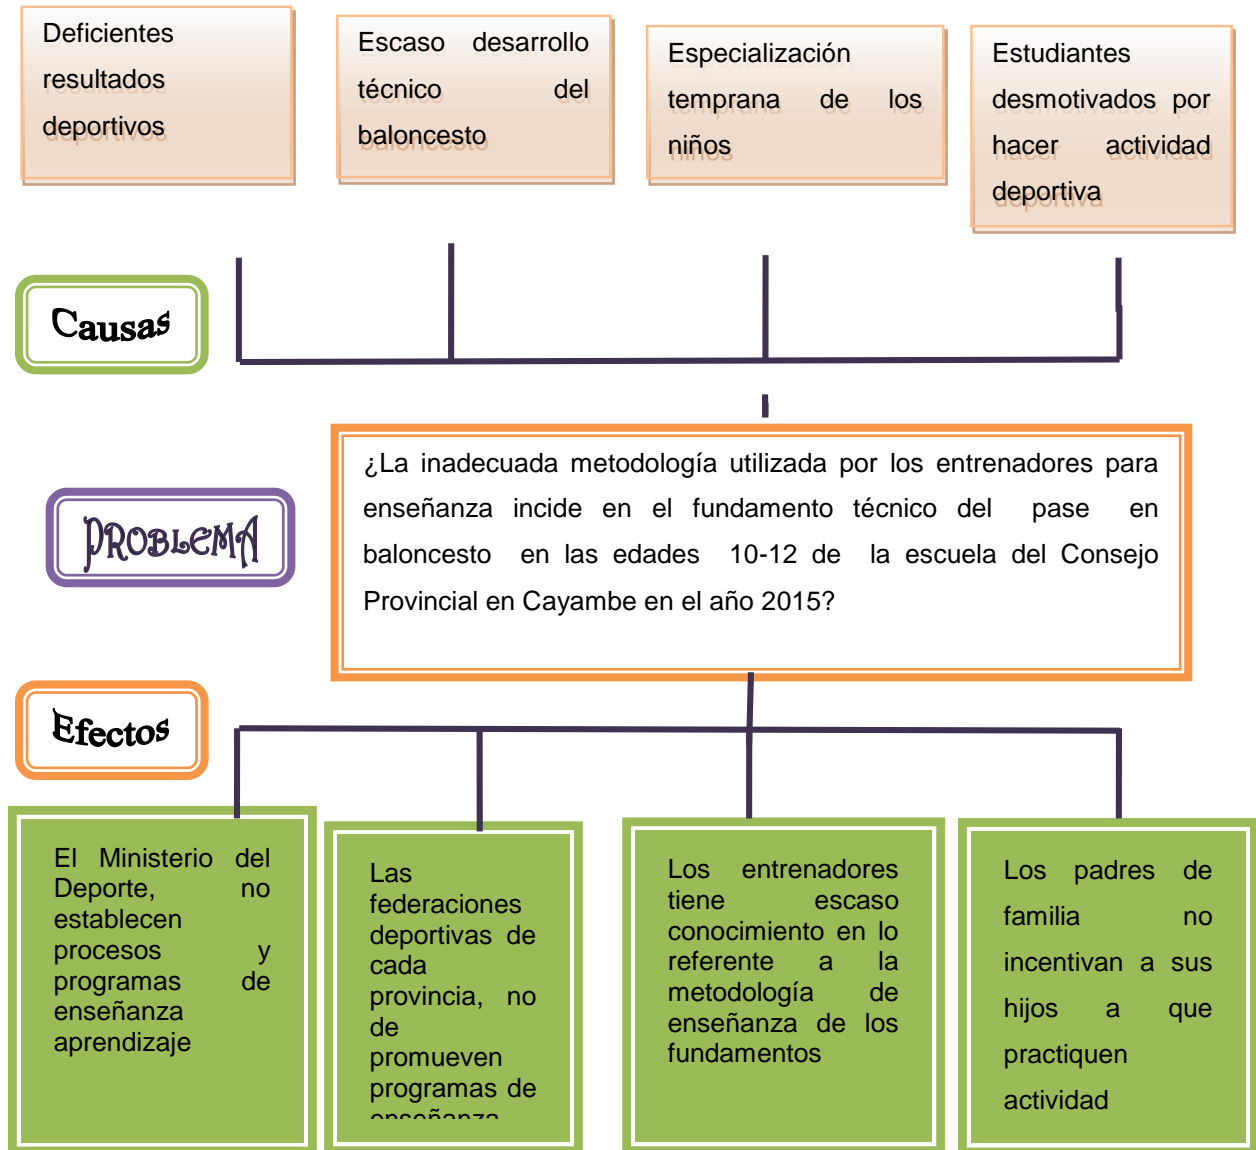 Deficientes
resultados
deportivos
Escaso desarrollo
técnico del
baloncesto
Especialización
temprana de los
niños
Estudiantes
desmotivados por
hacer actividad
deportiva
Causas
PROBLEMA
¿La inadecuada metodología utilizada por los entrenadores para
enseñanza incide en el fundamento técnico del pase en
baloncesto en las edades 10-12 de la escuela del Consejo
Provincial en Cayambe en el año 2015?
Efectos
El Ministerio del
Deporte, no
establecen
procesos y
programas de
enseñanza
aprendizaje
Las
federaciones
deportivas de
cada
provincia, no
de
promueven
programas de
enseñanza
Los entrenadores
tiene escaso
conocimiento en lo
referente a la
metodología de
enseñanza de los
fundamentos
Los padres de
familia no
incentivan a sus
hijos a que
practiquen
actividad